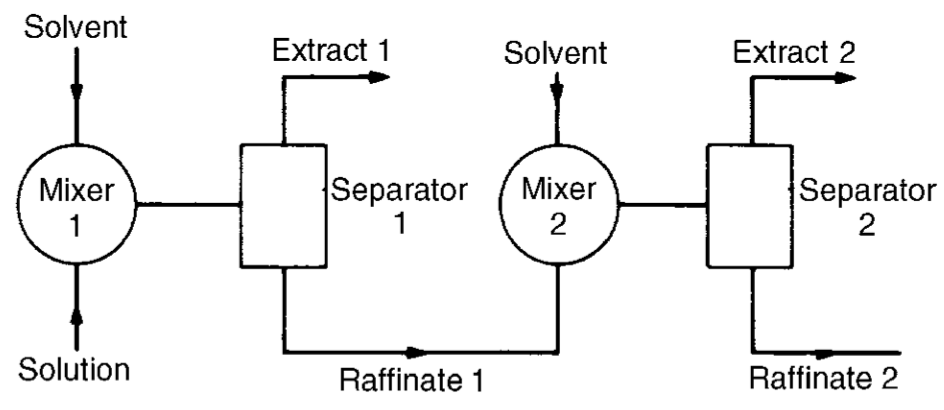 Solvent
Extract 1
Solvent
Extract 2
Mixer
1
Separator
1
Mixer
2
Separator
2
Solution
Raffinate 1
Raffinate 2